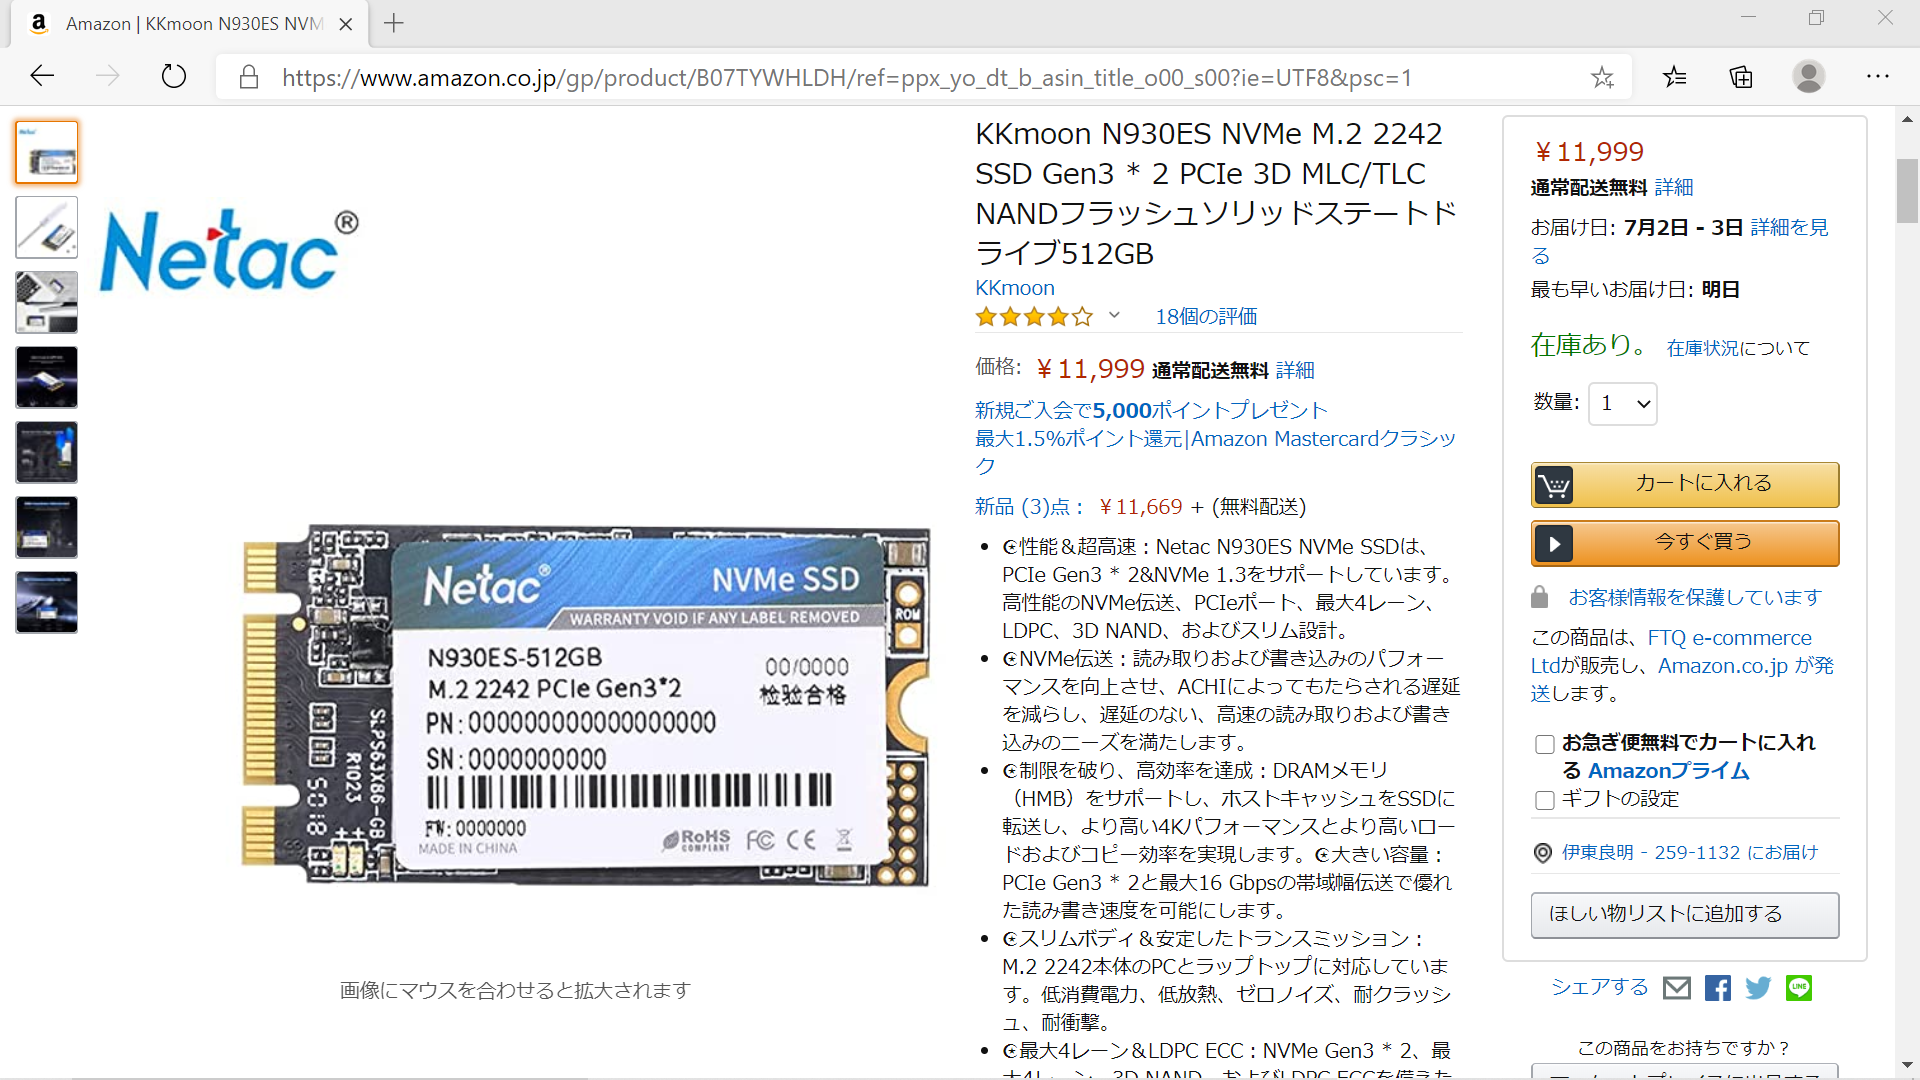 Amazon | KKmoon N930ES NVM
https://www.amazon.co.jp/gp/product/B07TYWHLDH/ref=ppx_yo_dt_b_asin_title_o00_s00?ie=UTF8&psc=1
Netac®
Netac®
NVMe SSD
WARRANTY VOID IF ANY LABEL REMOVED
N930ES-512GB
M.2 2242 PCIe Gen3*2
00/0000
检验合格
PN:000000000000000000
SN:0000000000
FW:0000000
MADE IN CHINA
RoHS
COMPLIANT
FC CE
ROM
SLPS63X86-GB
R1023
5018
画像にマウスを合わせると拡大されます
KKmoon N930ES NVMe M.2 2242
SSD Gen3 * 2 PCIe 3D MLC/TLC
NANDフラッシュソリッドステートド
ライブ512GB
KKmoon
18個の評価
価格: ￥11,999 通常配送無料 詳細
新規ご入会で5,000ポイントプレゼント
最大1.5%ポイント還元|Amazon Mastercardクラシッ
ク
新品 (3)点： ￥11,669 + (無料配送)
• ☪性能＆超高速：Netac N930ES NVMe SSDは、
PCIe Gen3 * 2&NVMe 1.3をサポートしています。
高性能のNVMe伝送、PCIeポート、最大4レーン、
LDPC、3D NAND、およびスリム設計。
• ☪NVMe伝送：読み取りおよび書き込みのパフォー
マンスを向上させ、ACHIによってもたらされる遅延
を減らし、遅延のない、高速の読み取りおよび書き
込みのニーズを満たします。
• ☪制限を破り、高効率を達成：DRAMメモリ
（HMB）をサポートし、ホストキャッシュをSSDに
転送し、より高い4Kパフォーマンスとより高いロー
ドおよびコピー効率を実現します。☪大きい容量：
PCIe Gen3 * 2と最大16 Gbpsの帯域幅伝送で優れ
た読み書き速度を可能にします。
• ☪スリムボディ＆安定したトランスミッション：
M.2 2242本体のPCとラップトップに対応していま
す。低消費電力、低放熱、ゼロノイズ、耐クラッシ
ュ、耐衝撃。
• ☪最大4レーン＆LDPC ECC：NVMe Gen3 * 2、最
大4レーン、3D NAND、およびLDPC ECCを備えた
￥11,999
通常配送無料 詳細
お届け日: 7月2日 - 3日 詳細を見
る
最も早いお届け日: 明日
在庫あり。 在庫状況について
数量: 1
カートに入れる
今すぐ買う
お客様情報を保護しています
この商品は、FTQ e-commerce
Ltdが販売し、Amazon.co.jp が発
送します。
お急ぎ便無料でカートに入れ
る Amazonプライム
ギフトの設定
伊東良明 - 259-1132 にお届け
ほしい物リストに追加する
シェアする
LINE
この商品をお持ちですか？